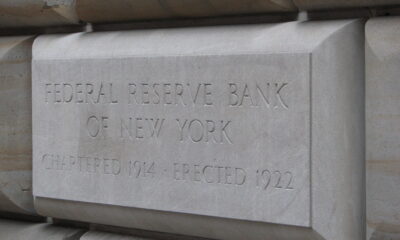 FEDERAL RESERVE BANK
OF NEW YORK
CHARTERED 1914 · ERECTED 1922